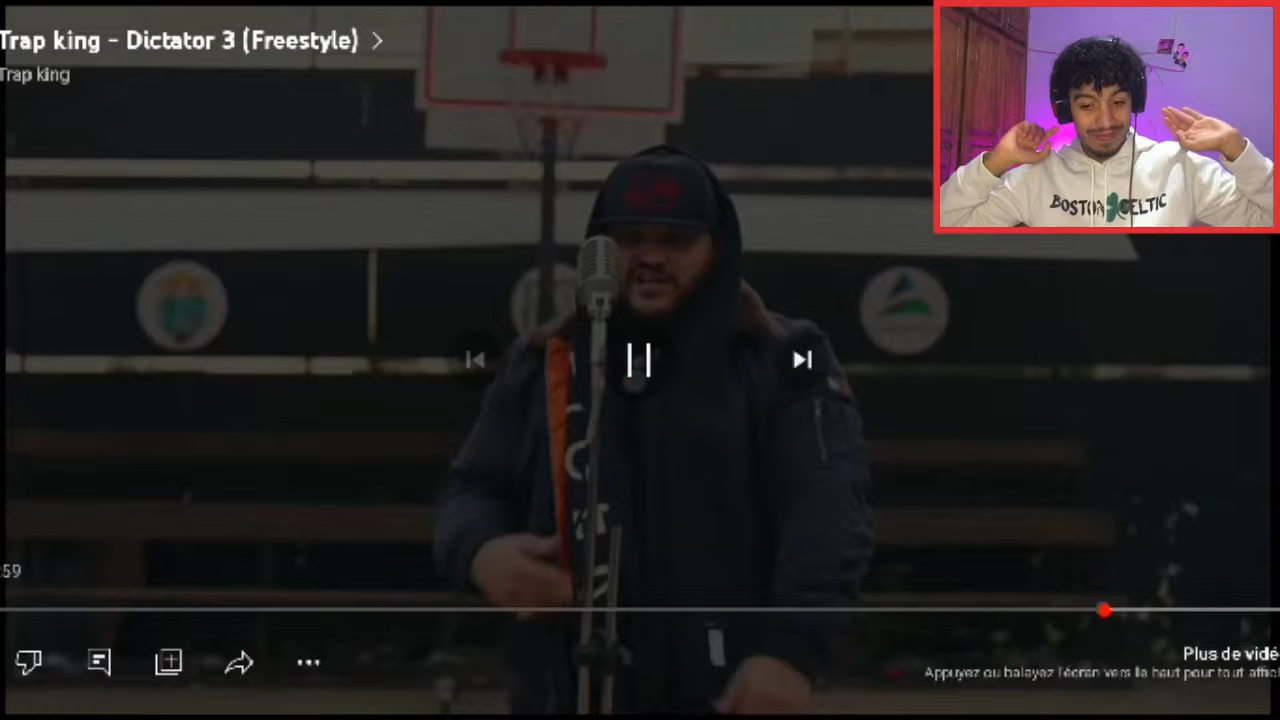 Trap king - Dictator 3 (Freestyle)
Trap king
BOSTON CELTIC
:59
Plus de vidé
Appuyez ou balayez l'écran vers le haut pour tout affic